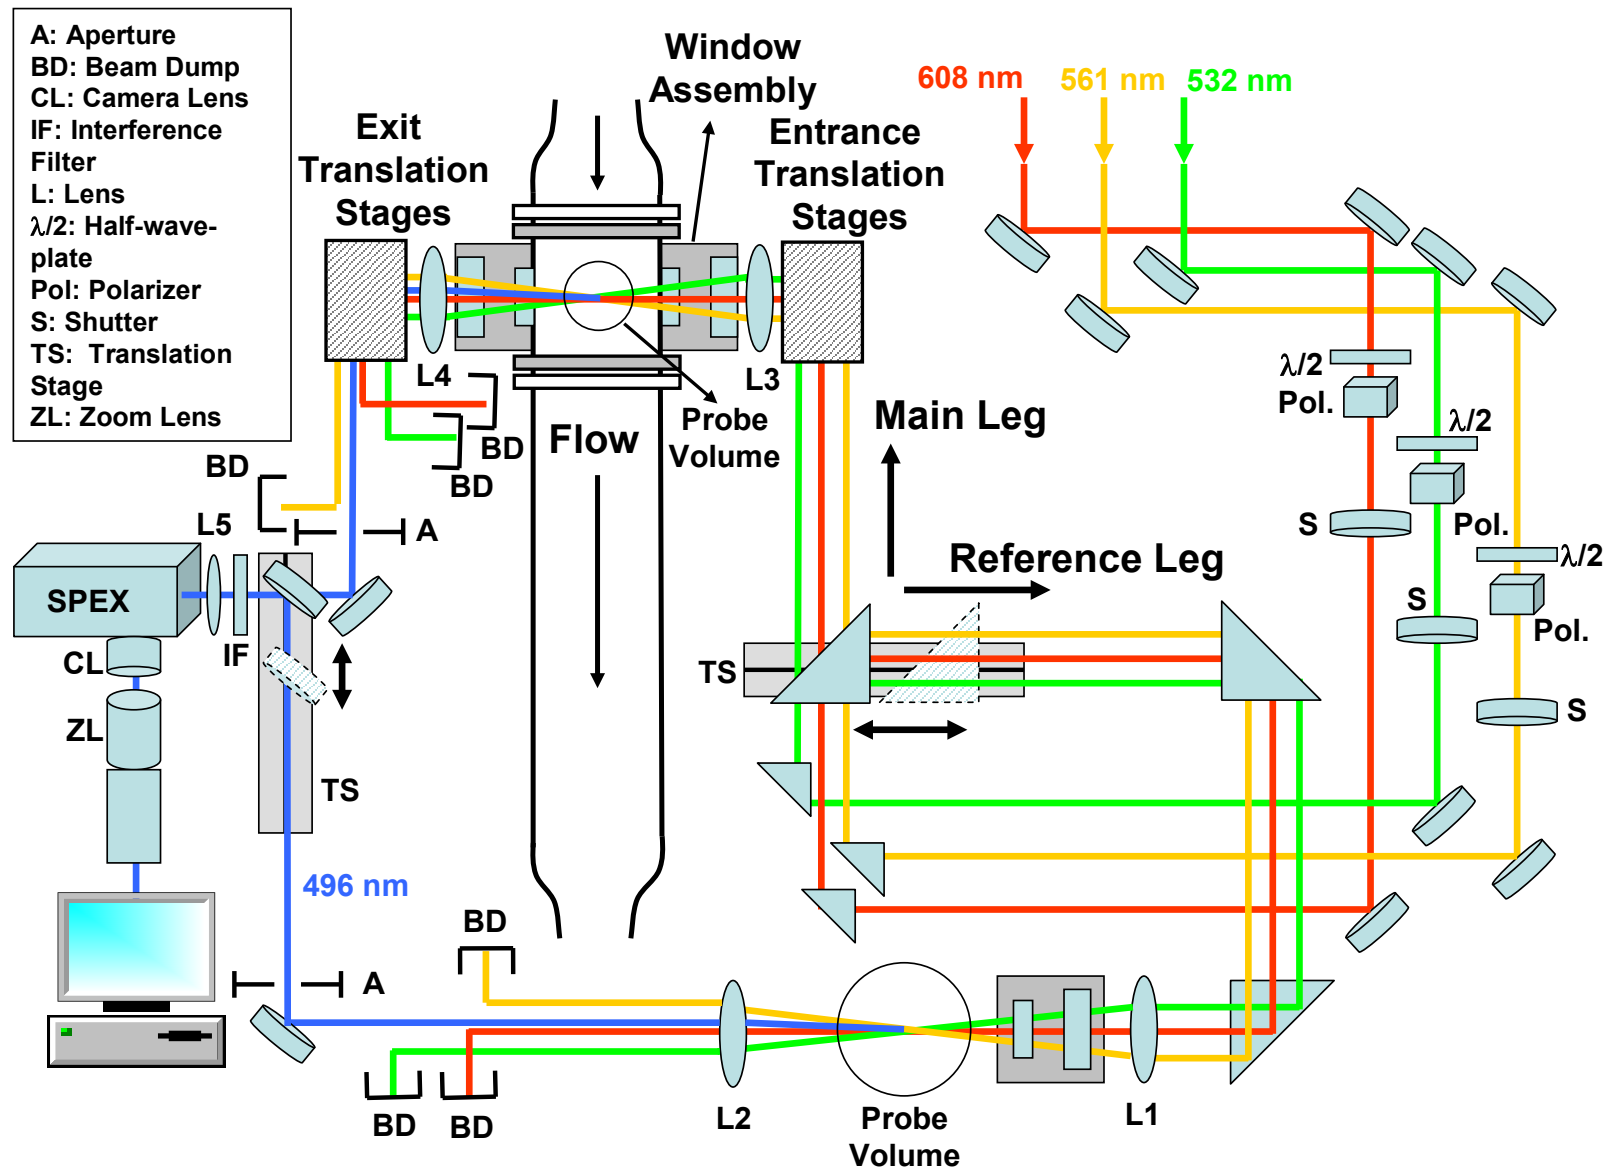 A: Aperture
BD: Beam Dump
CL: Camera Lens
IF: Interference
Filter
L: Lens
λ/2: Half-wave-
plate
Pol: Polarizer
S: Shutter
TS: Translation
Stage
ZL: Zoom Lens
Window
Assembly
608 nm
561 nm
532 nm
Exit
Translation
Stages
Entrance
Translation
Stages
L4
L3
BD
BD
Flow
Probe
Volume
Main Leg
Reference Leg
λ/2
Pol.
λ/2
Pol.
λ/2
Pol.
S
S
S
BD
A
L5
SPEX
IF
CL
ZL
TS
TS
496 nm
A
BD
BD
BD
L2
Probe
Volume
L1